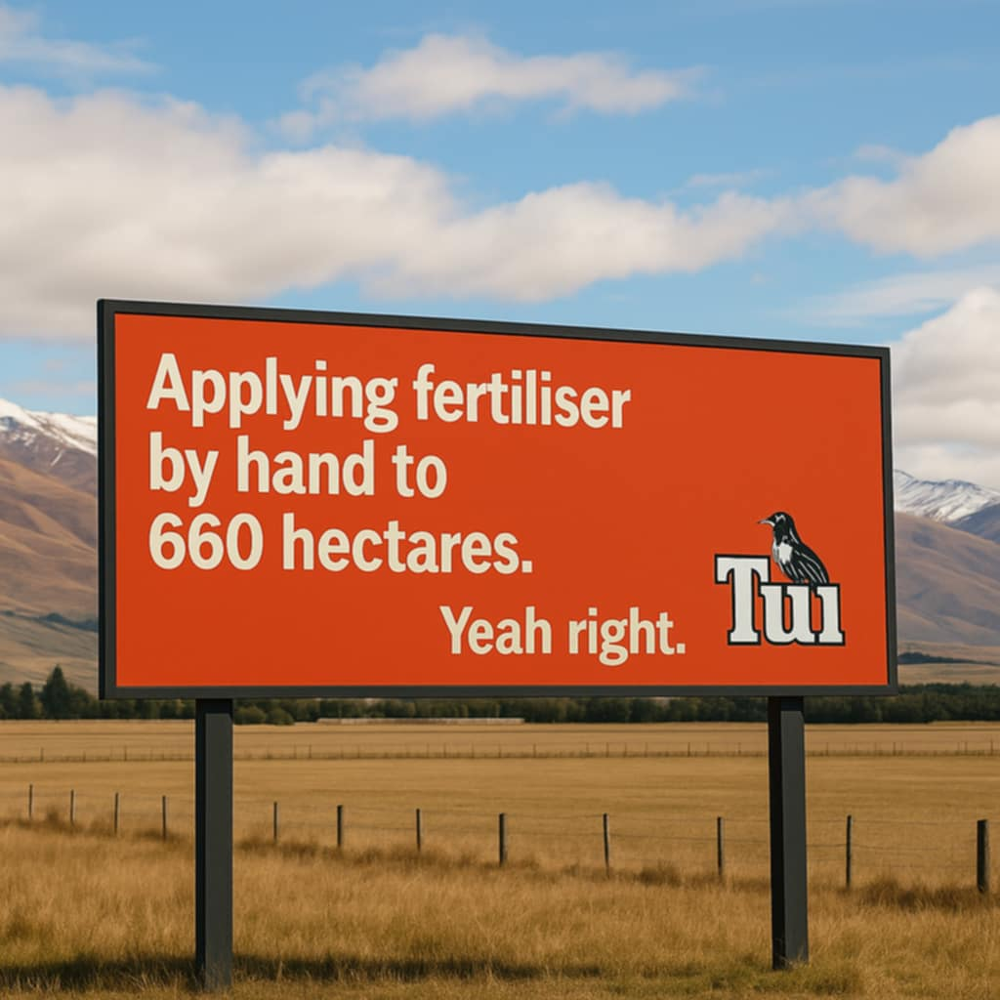 Applying fertiliser
by hand to
660 hectares.
Yeah right.
Tui